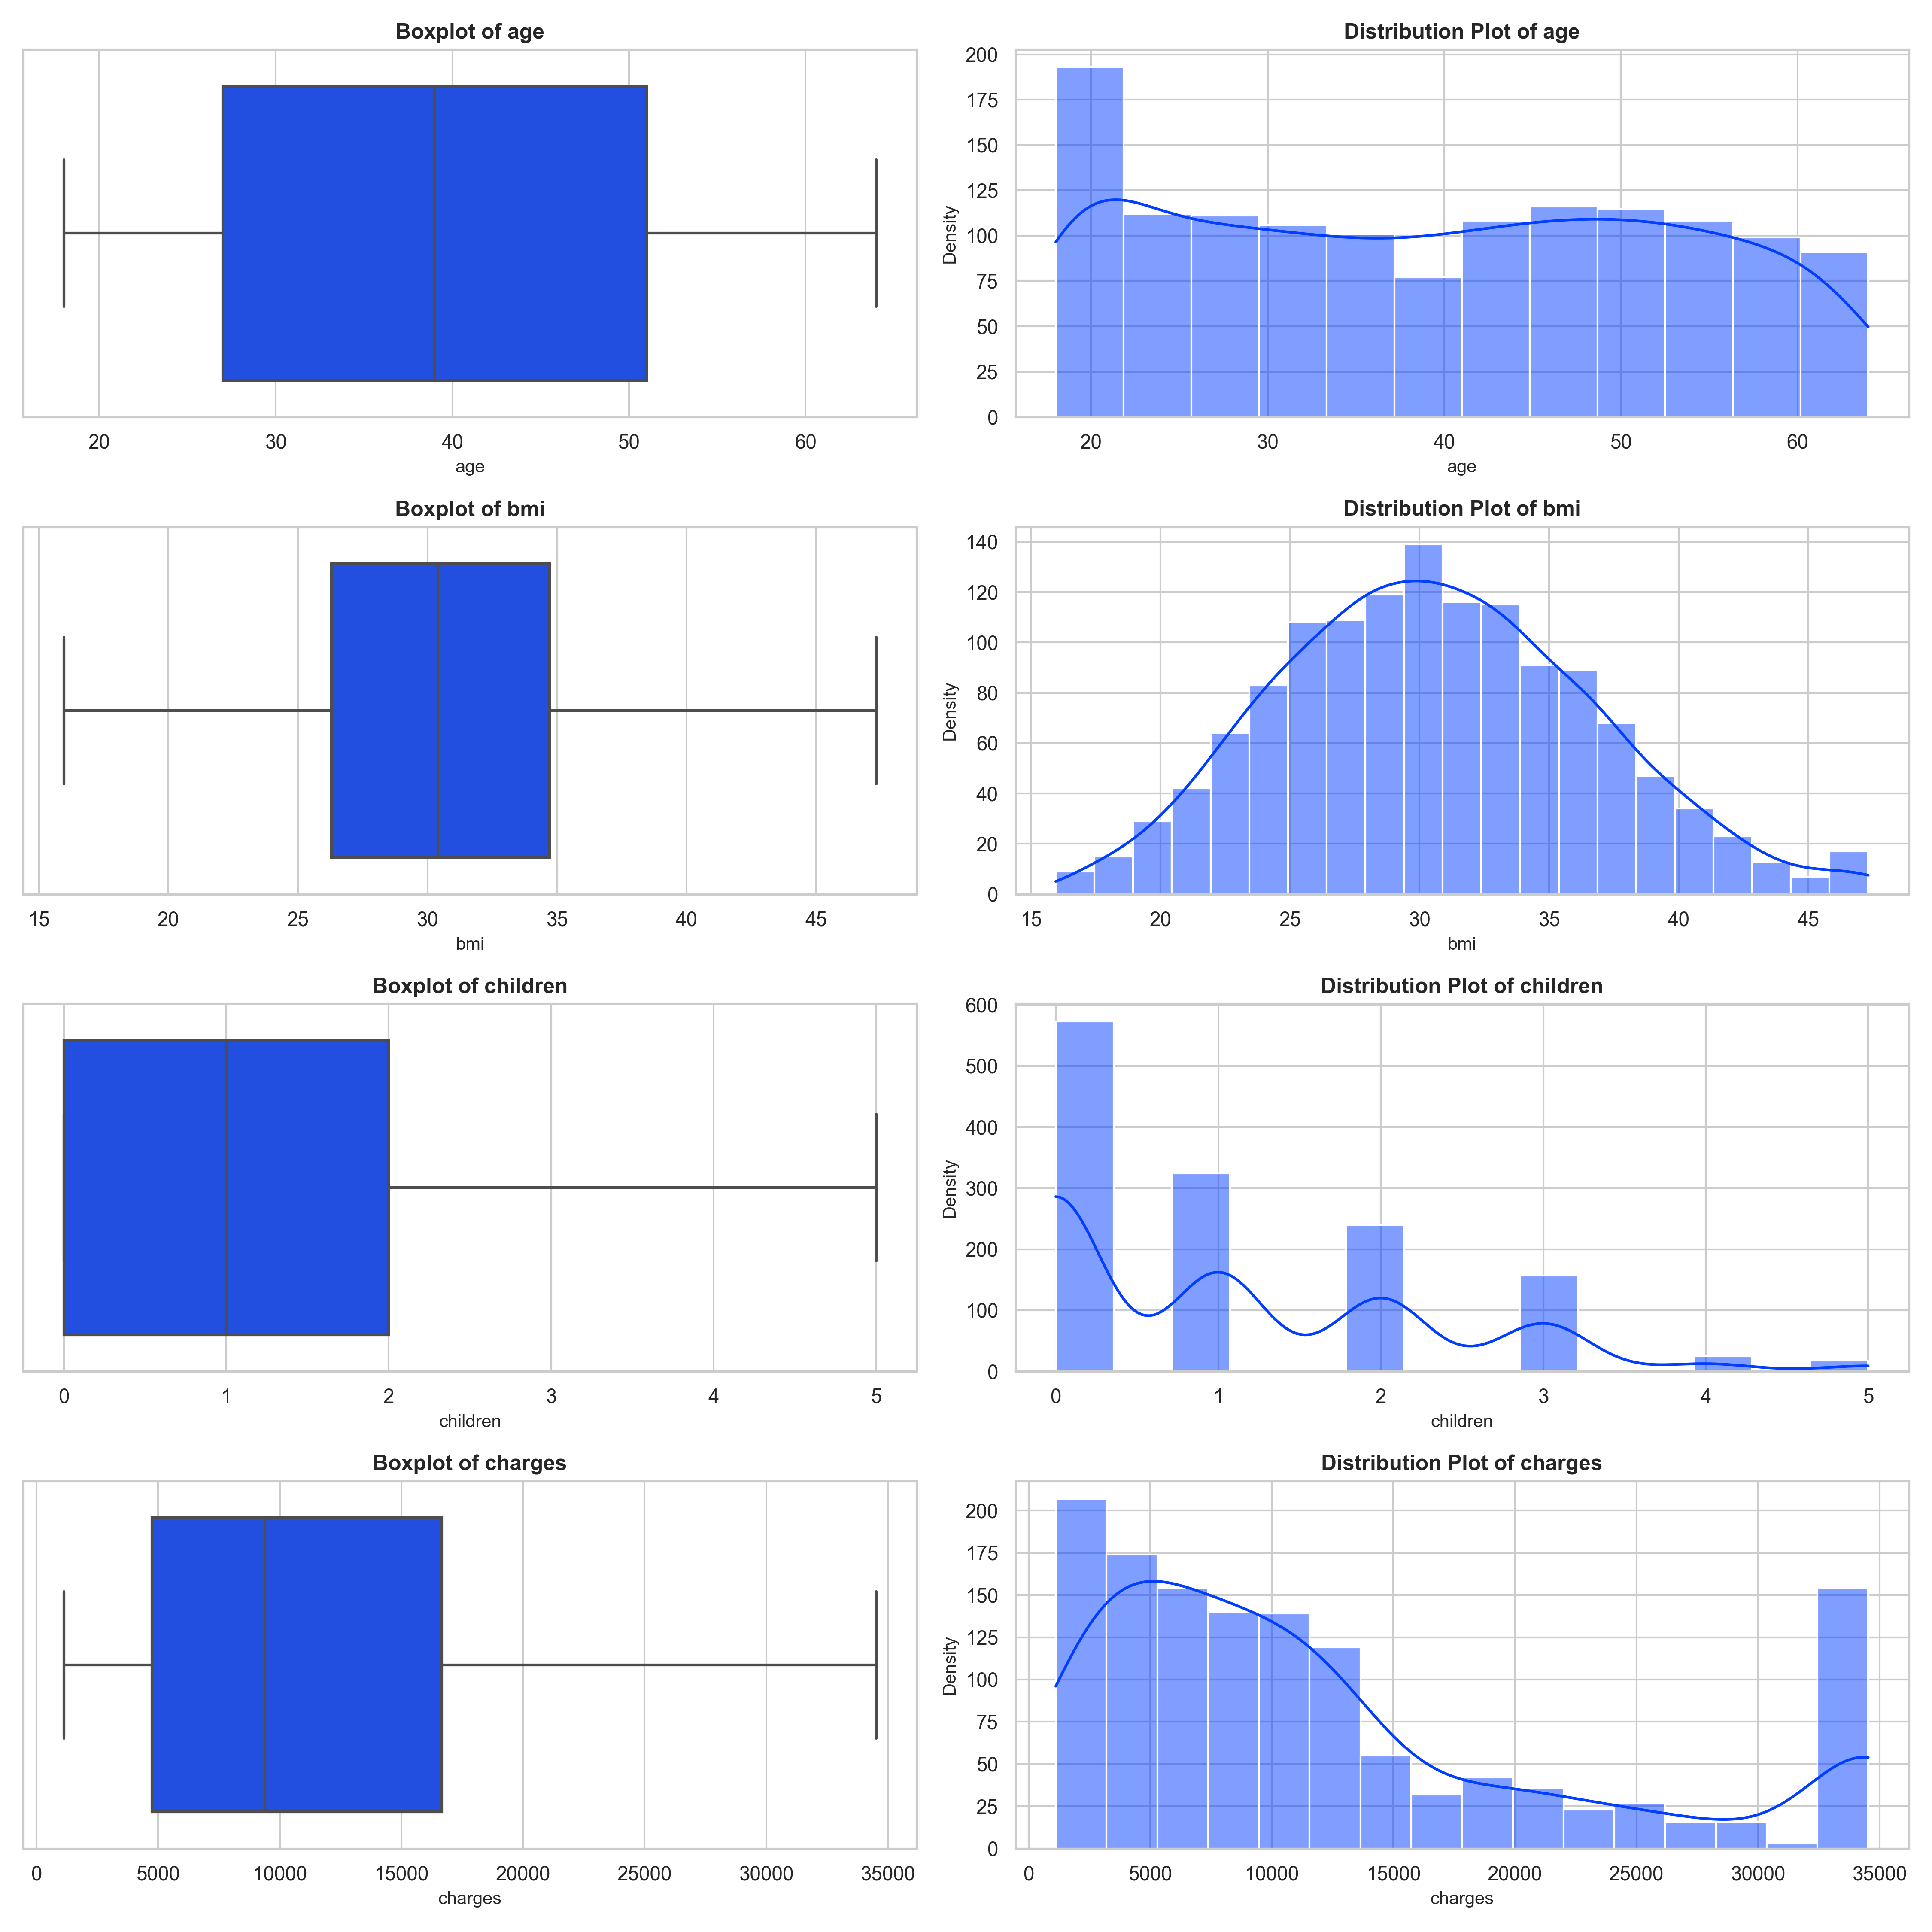 Boxplot of age
20 30 40 50 60
age
Distribution Plot of age
200
175
150
125
100
75
50
25
0
Density
20 30 40 50 60
age
Boxplot of bmi
15 20 25 30 35 40 45
bmi
Distribution Plot of bmi
140
120
100
80
60
40
20
0
Density
15 20 25 30 35 40 45
bmi
Boxplot of children
0 1 2 3 4 5
children
Distribution Plot of children
600
500
400
300
200
100
0
Density
0 1 2 3 4 5
children
Boxplot of charges
0 5000 10000 15000 20000 25000 30000 35000
charges
Distribution Plot of charges
200
175
150
125
100
75
50
25
0
Density
0 5000 10000 15000 20000 25000 30000 35000
charges